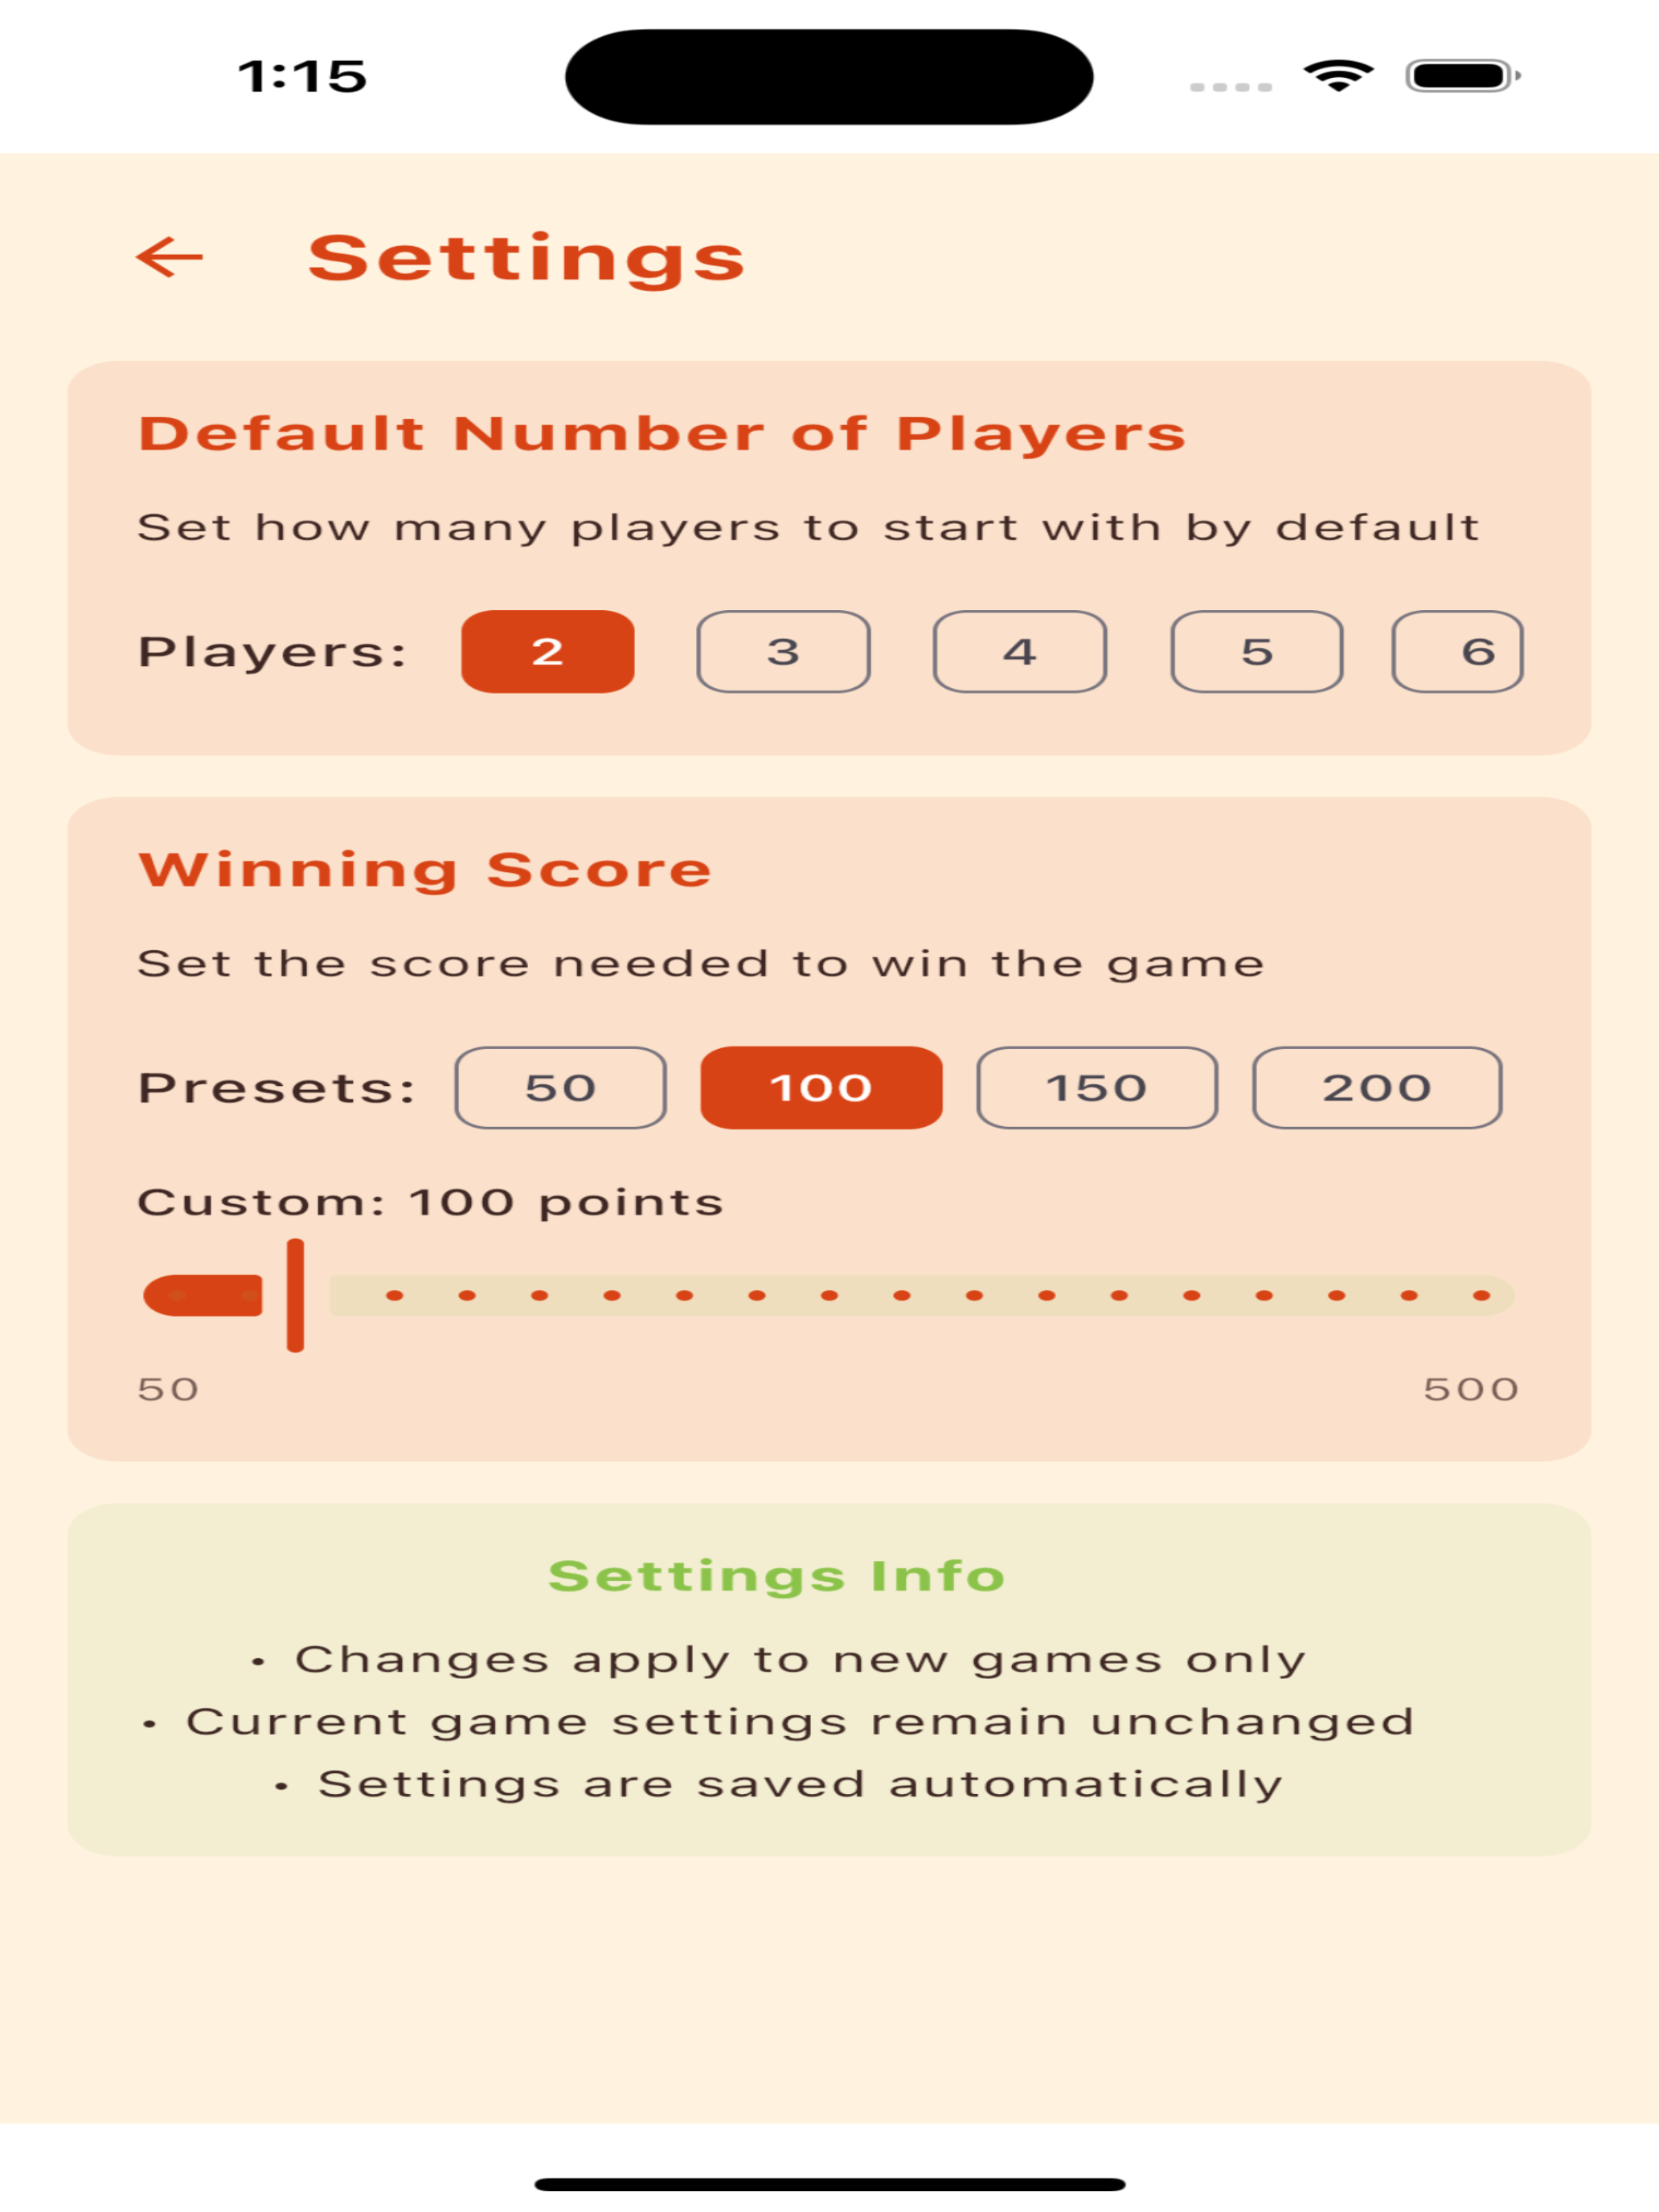 1:15
Settings
Default Number of Players
Set how many players to start with by default
Players: 2 3 4 5 6
Winning Score
Set the score needed to win the game
Presets: 50 100 150 200
Custom: 100 points
50 500
Settings Info
• Changes apply to new games only
• Current game settings remain unchanged
• Settings are saved automatically